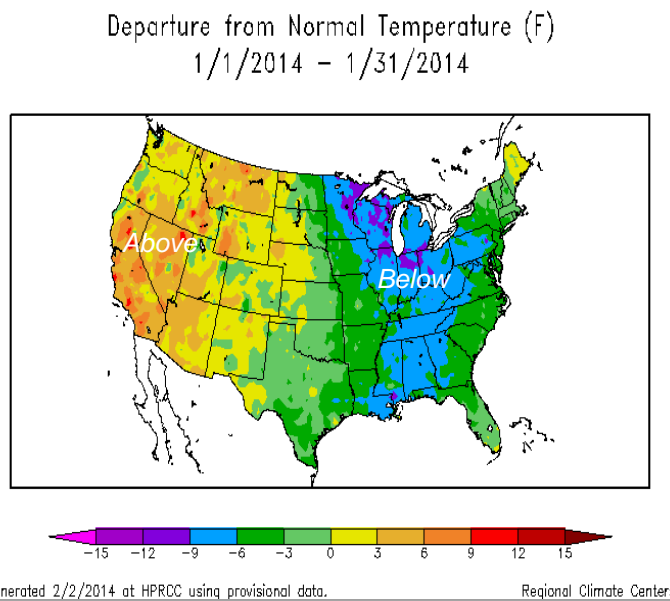 Departure from Normal Temperature (F)
1/1/2014 – 1/31/2014
Above
Below
-15 -12 -9 -6 -3 0 3 6 9 12 15
nerated 2/2/2014 at HPRCC using provisional data. Regional Climate Center